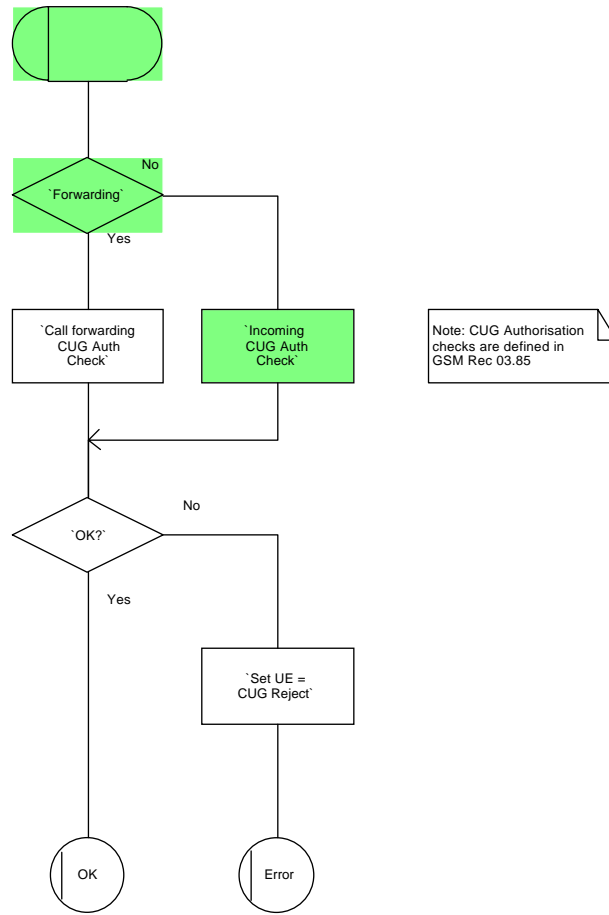 No
`Forwarding`
Yes
`Call forwarding
CUG Auth
Check`
`Incoming
CUG Auth
Check`
Note: CUG Authorisation
checks are defined in
GSM Rec 03.85
No
`OK?`
Yes
`Set UE =
CUG Reject`
OK
Error